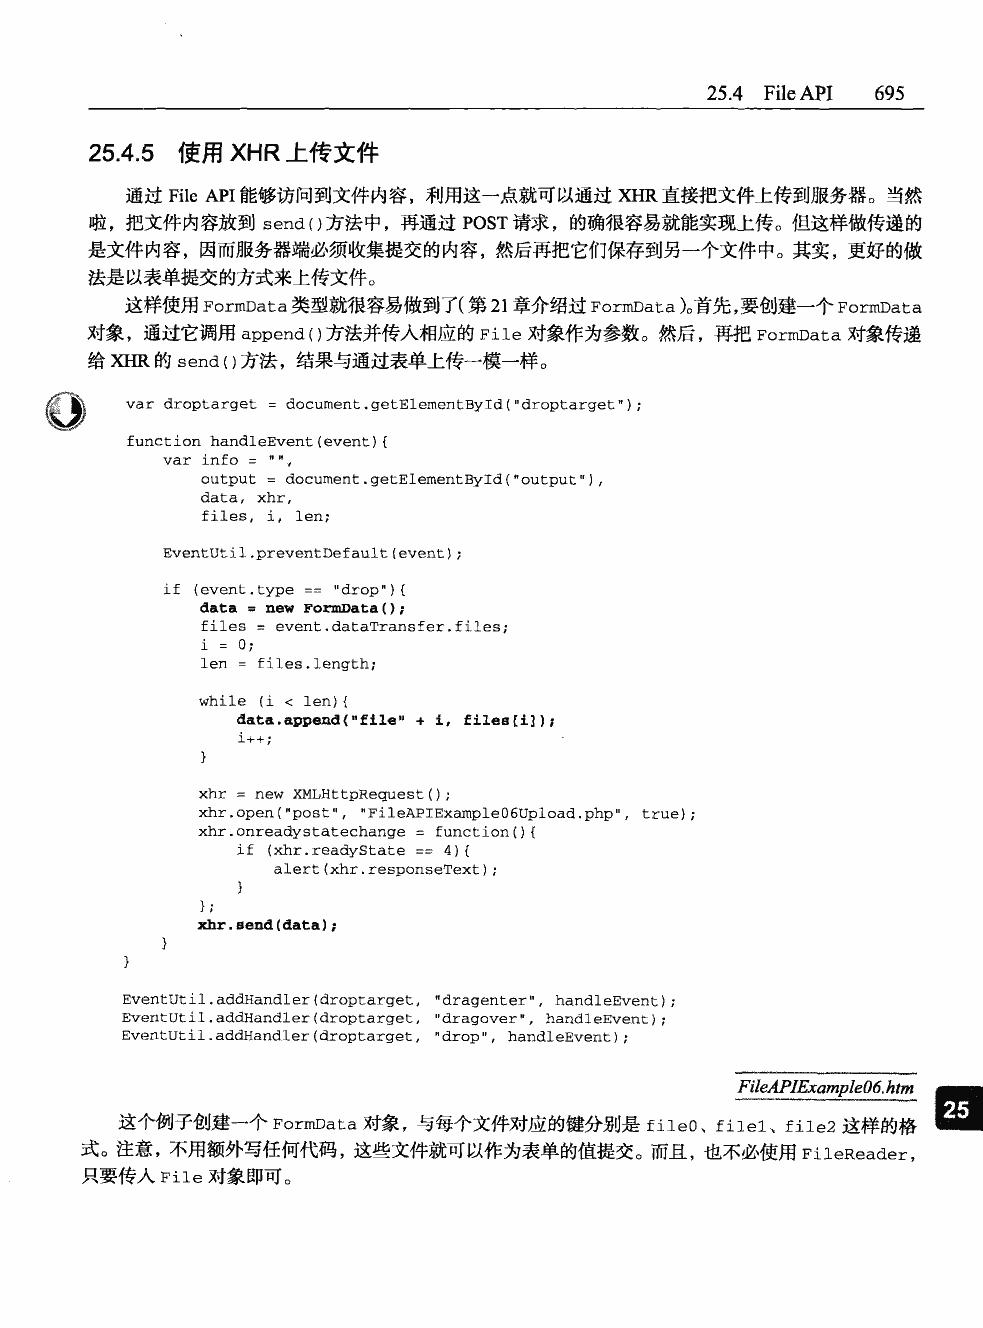 25.4 File API 695
25.4.5 使用 XHR 上传文件
通过 File API 能够访问到文件内容，利用这一点就可以通过 XHR 直接把文件上传到服务器。当然
啦，把文件内容放到 send()方法中，再通过 POST 请求，的确很容易就能实现上传。但这样做传递的
是文件内容，因而服务器端必须收集提交的内容，然后再把它们保存到另一个文件中。其实，更好的做
法是以表单提交的方式来上传文件。
这样使用 FormData 类型就很容易做到了（第 21 章介绍过 FormData）。首先，要创建一个 FormData
对象，通过它调用 append()方法并传入相应的 File 对象作为参数。然后，再把 FormData 对象传递
给 XHR 的 send()方法，结果与通过表单上传一模一样。
var droptarget = document.getElementById("droptarget");
function handleEvent(event){
    var info = "",
        output = document.getElementById("output"),
        data, xhr,
        files, i, len;
    EventUtil.preventDefault(event);
    if (event.type == "drop"){
        data = new FormData();
        files = event.dataTransfer.files;
        i = 0;
        len = files.length;
        while (i < len){
            data.append("file" + i, files[i]);
            i++;
        }
        xhr = new XMLHttpRequest();
        xhr.open("post", "FileAPIExample06Upload.php", true);
        xhr.onreadystatechange = function(){
            if (xhr.readyState == 4){
                alert(xhr.responseText);
            }
        };
        xhr.send(data);
    }
}
EventUtil.addHandler(droptarget, "dragenter", handleEvent);
EventUtil.addHandler(droptarget, "dragover", handleEvent);
EventUtil.addHandler(droptarget, "drop", handleEvent);
FileAPIExample06.htm
25
这个例子创建一个 FormData 对象，与每个文件对应的键分别是 file0、file1、file2 这样的格
式。注意，不用额外写任何代码，这些文件就可以作为表单的值提交。而且，也不必使用 FileReader，
只要传入 File 对象即可。